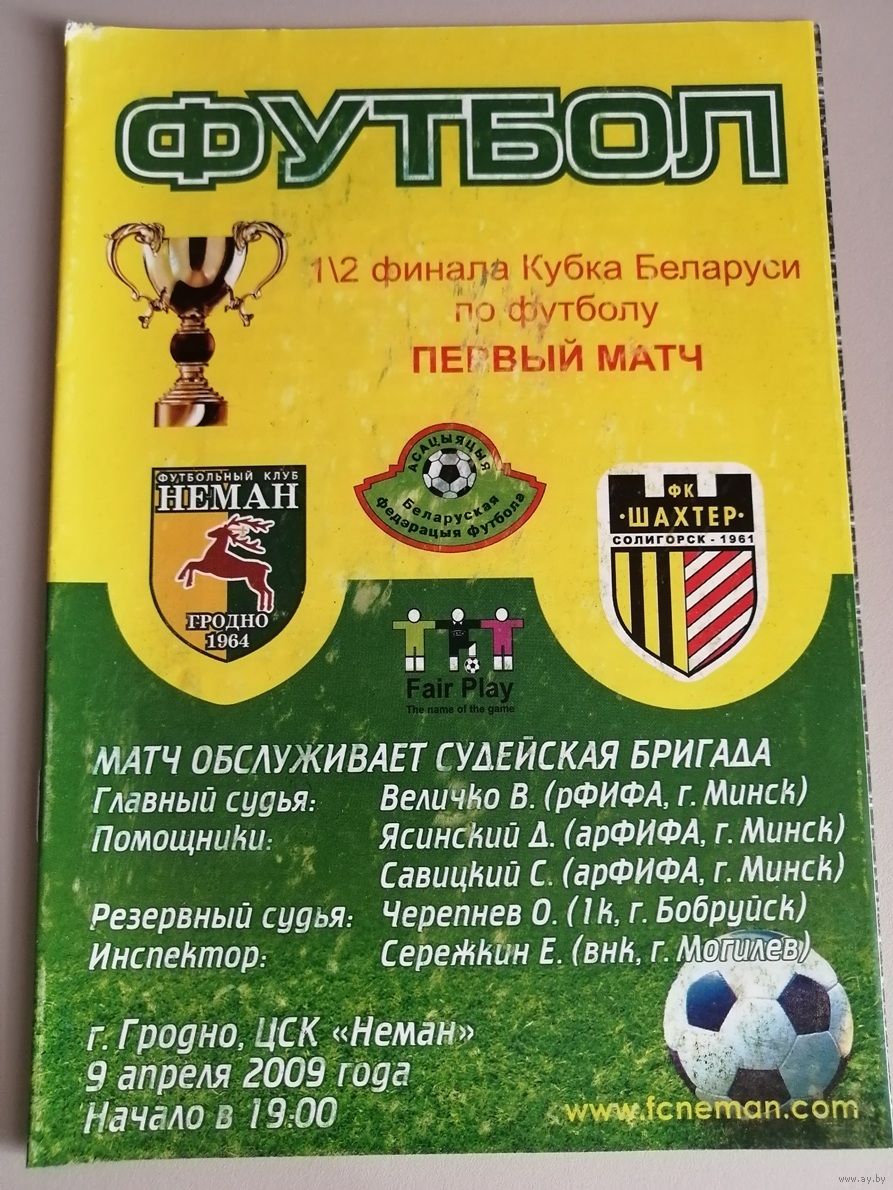 ФУТБОЛ
1\2 финала Кубка Беларуси
по футболу
ПЕРВЫЙ МАТЧ
ФУТБОЛЬНЫЙ КЛУБ
НЕМАН
ГРОДНО
1964
АСАЦЫЯЦЫЯ
Беларуская
федэрацыя футбола
ФК
·ШАХТЕР·
СОЛИГОРСК - 1961
Fair Play
The name of the game
МАТЧ ОБСЛУЖИВАЕТ СУДЕЙСКАЯ БРИГАДА
Главный судья: Величко В. (рФИФА, г. Минск)
Помощники: Ясинский Д. (арФИФА, г. Минск)
Савицкий С. (арФИФА, г. Минск)
Резервный судья: Черепнев О. (1к, г. Бобруйск)
Инспектор: Сережкин Е. (внк, г. Могилев)
г. Гродно, ЦСК «Неман»
9 апреля 2009 года
Начало в 19:00
www.fcneman.com
www.ay.by